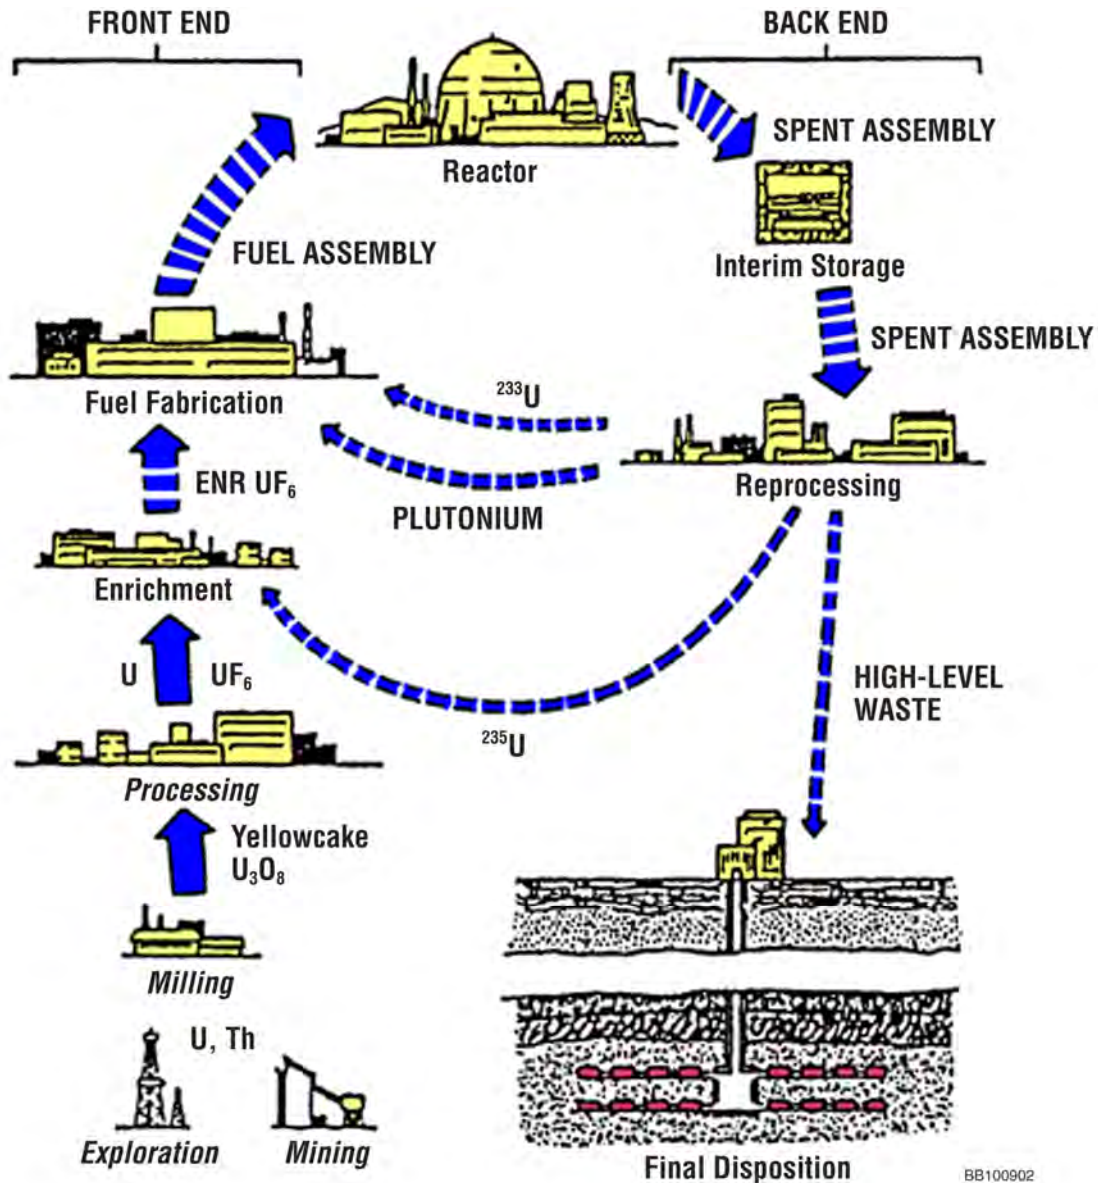 FRONT END
BACK END
Reactor
SPENT ASSEMBLY
Interim Storage
FUEL ASSEMBLY
SPENT ASSEMBLY
Fuel Fabrication
²³³U
PLUTONIUM
Reprocessing
ENR UF₆
Enrichment
U UF₆
²³⁵U
HIGH-LEVEL
WASTE
Processing
Yellowcake
U₃O₈
Milling
U, Th
Exploration
Mining
Final Disposition
BB100902